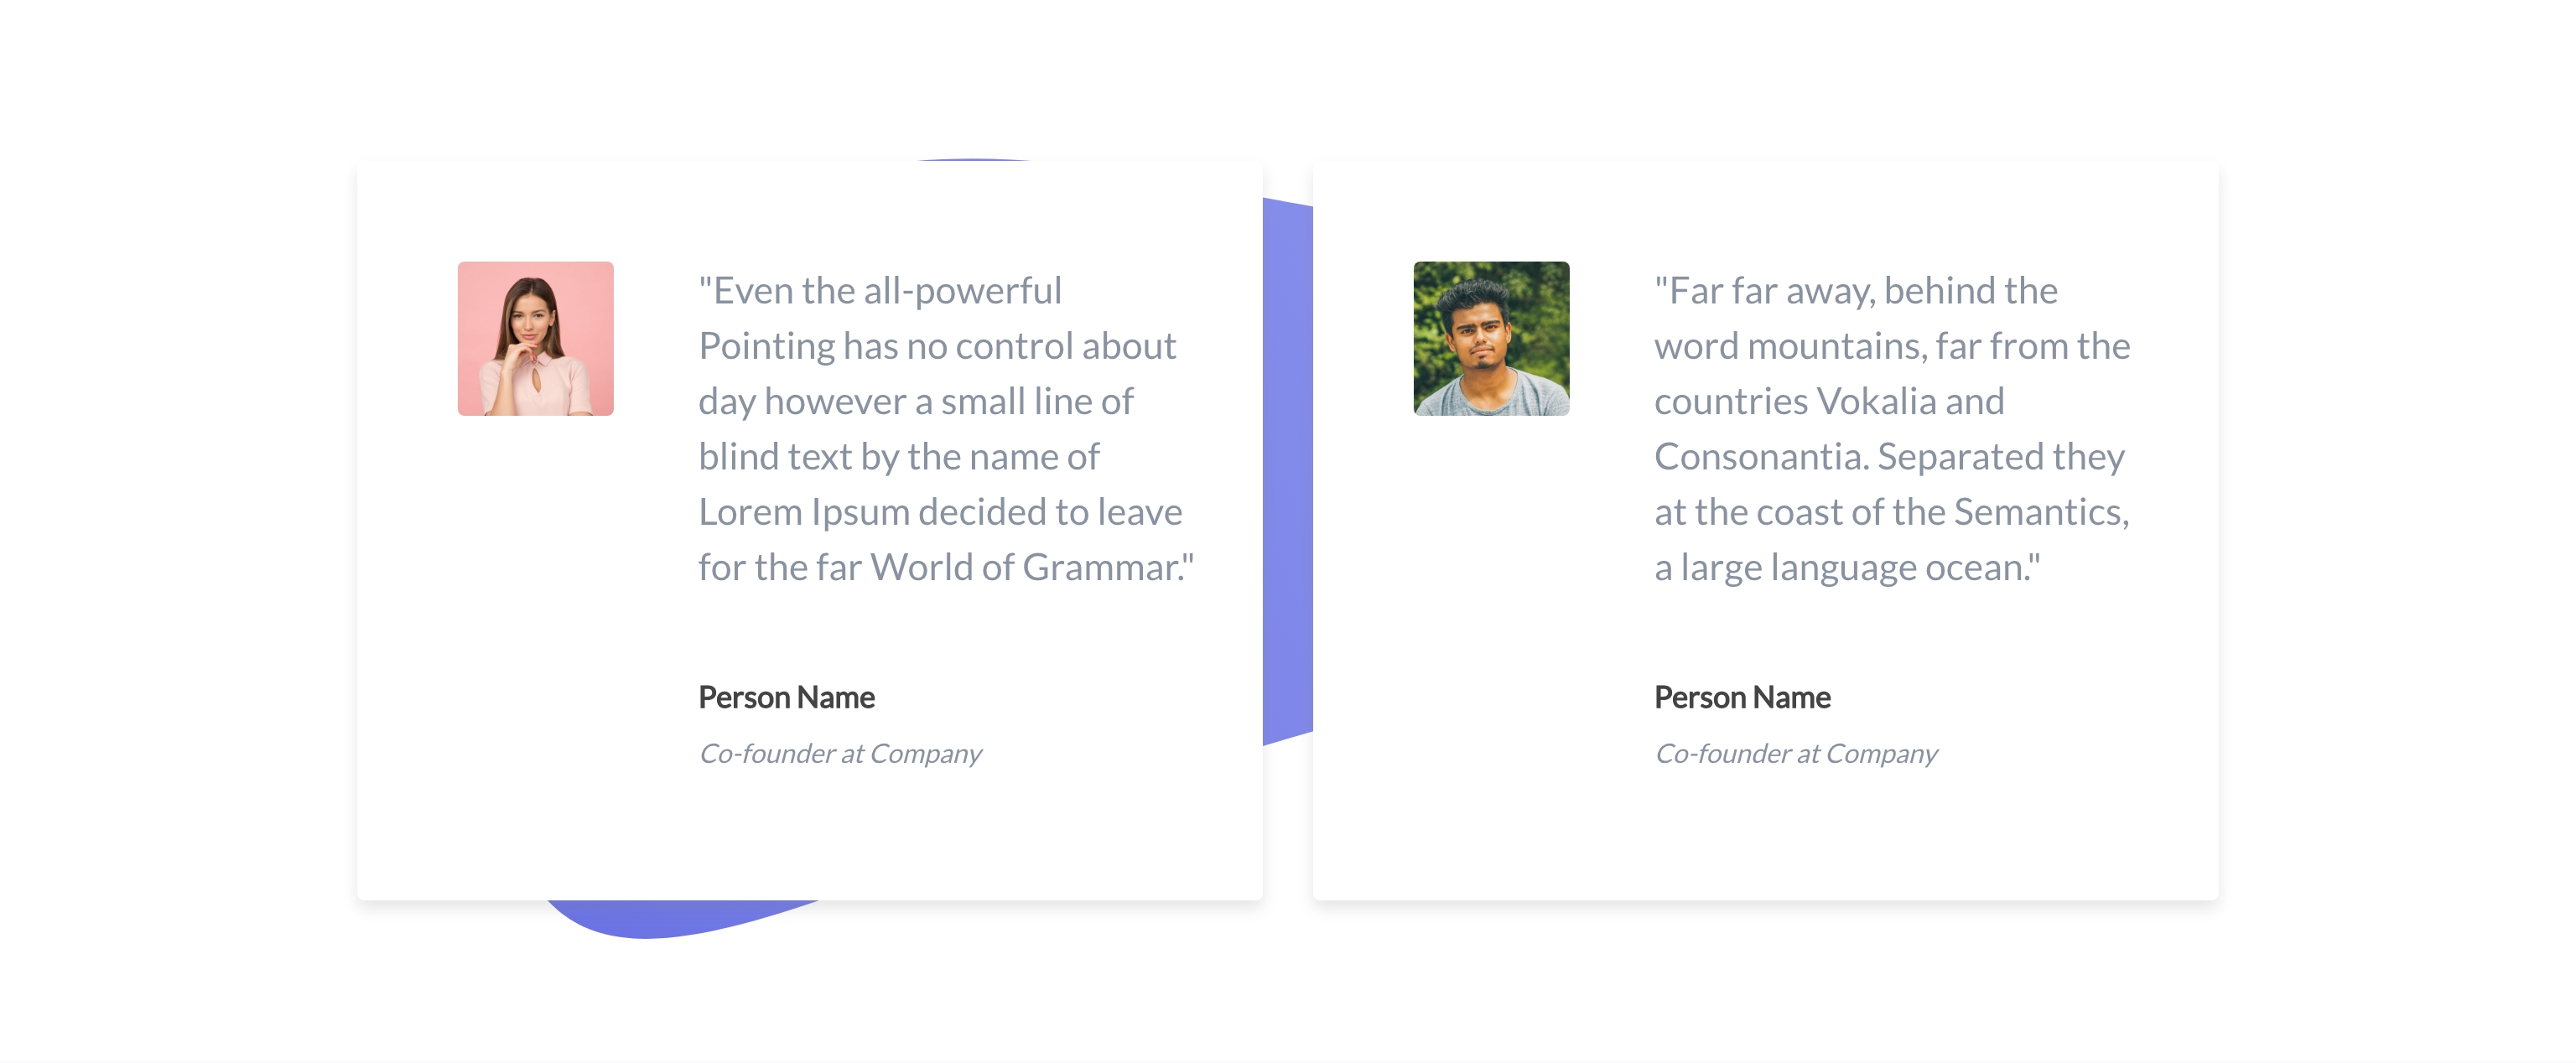 "Even the all-powerful
Pointing has no control about
day however a small line of
blind text by the name of
Lorem Ipsum decided to leave
for the far World of Grammar."
Person Name
Co-founder at Company
"Far far away, behind the
word mountains, far from the
countries Vokalia and
Consonantia. Separated they
at the coast of the Semantics,
a large language ocean."
Person Name
Co-founder at Company